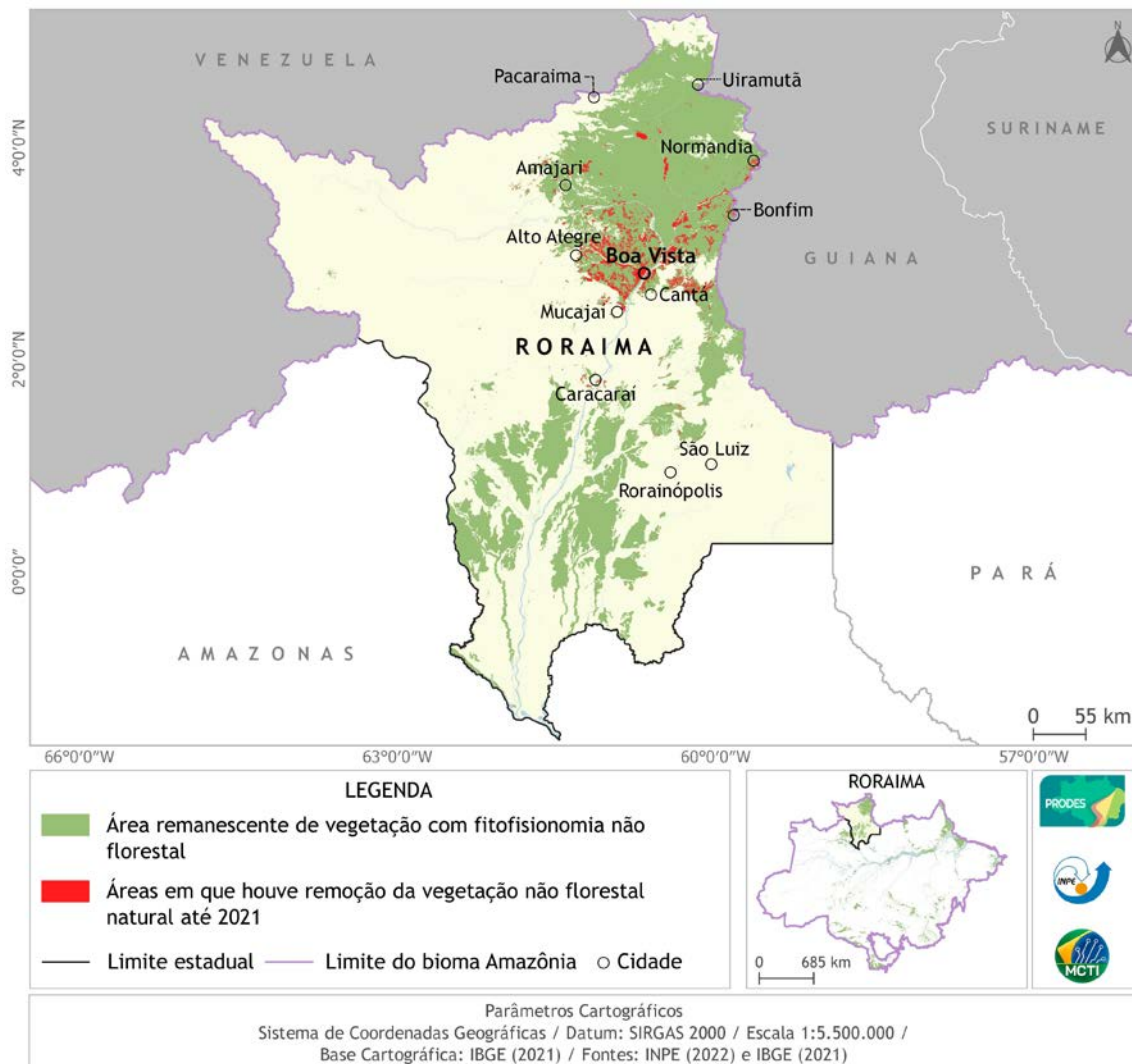 N
VENEZUELA
Pacaraima
Uiramutã
SURINAME
4°0'0"N
Normandia
Amajari
Bonfim
Alto Alegre
Boa Vista
GUIANA
Cantá
Mucajaí
2°0'0"N
RORAIMA
Caracaraí
São Luiz
Rorainópolis
0°0'0"
PARÁ
AMAZONAS
0 55 km
66°0'0"W 63°0'0"W 60°0'0"W 57°0'0"W
LEGENDA
Área remanescente de vegetação com fitofisionomia não
florestal
Áreas em que houve remoção da vegetação não florestal
natural até 2021
Limite estadual Limite do bioma Amazônia Cidade
RORAIMA
0 685 km
PRODES
INPE
MCTI
Parâmetros Cartográficos
Sistema de Coordenadas Geográficas / Datum: SIRGAS 2000 / Escala 1:5.500.000 /
Base Cartográfica: IBGE (2021) / Fontes: INPE (2022) e IBGE (2021)